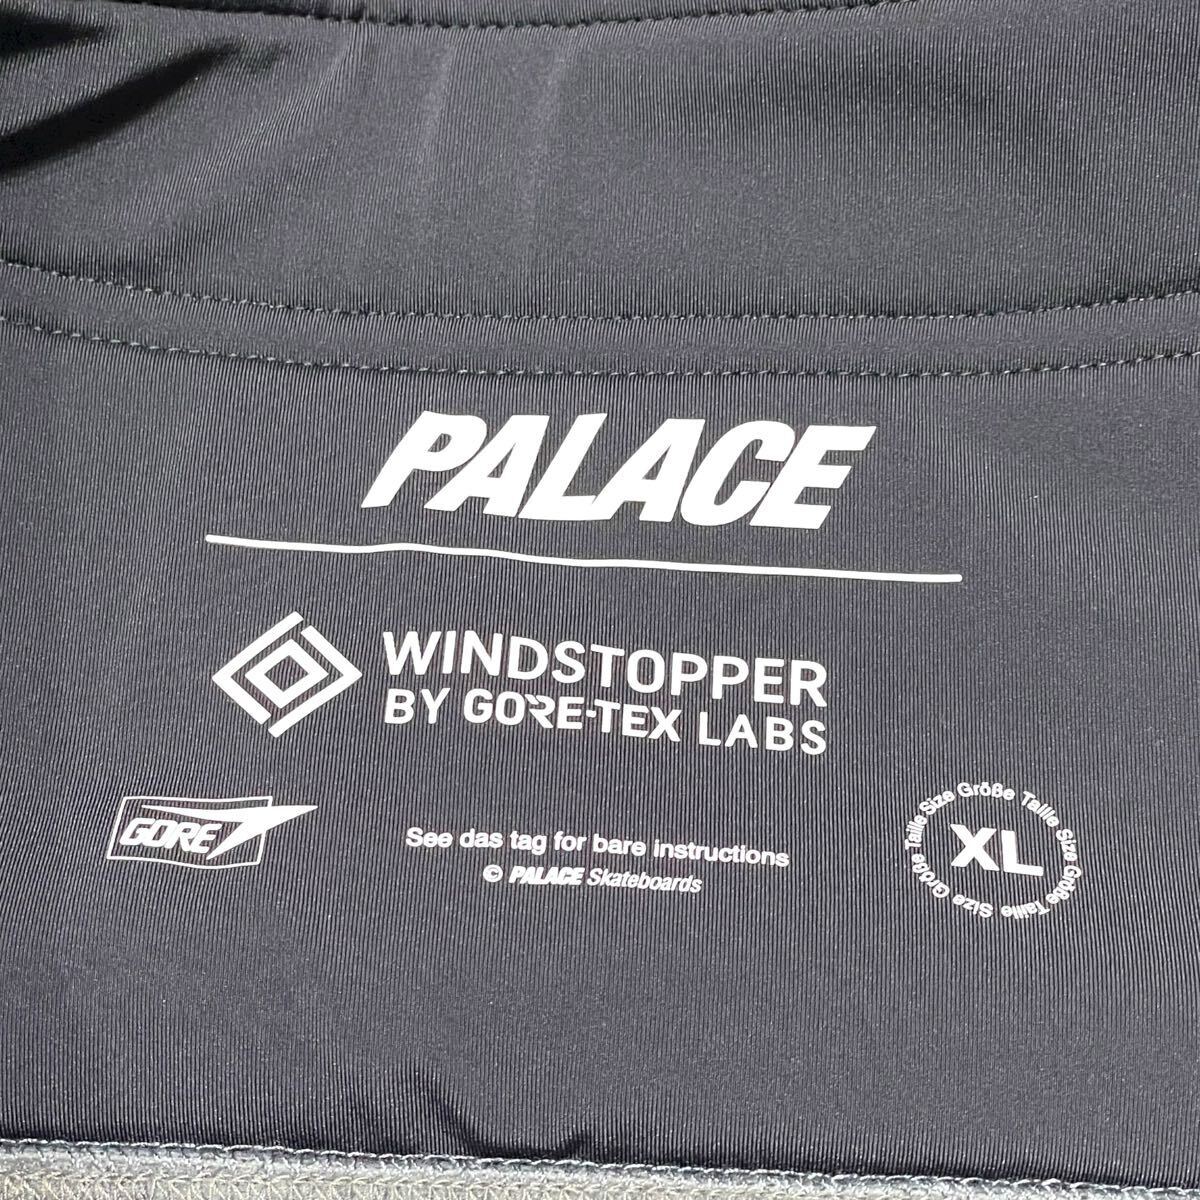 PALACE
WINDSTOPPER
BY GORE-TEX LABS
GORE
See das tag for bare instructions
© PALACE Skateboards
XL
Size Größe Taille Size Größe Taille Size Größe Taille